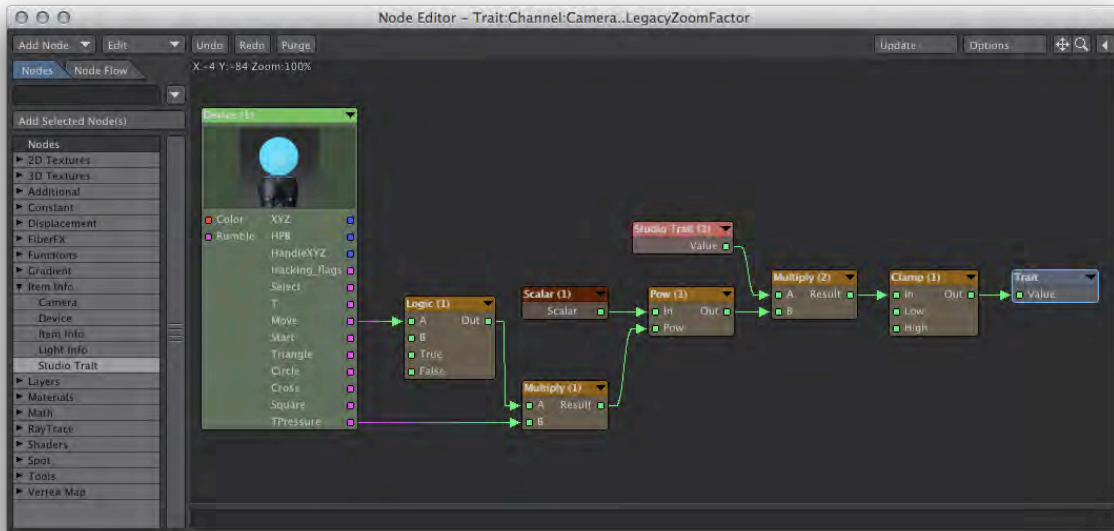 Node Editor - Trait:Channel:Camera..LegacyZoomFactor
Add Node Edit Undo Redo Purge Update Options
Nodes Node Flow
X:-4 Y:-84 Zoom:100%
Add Selected Node(s)
Nodes
2D Textures
3D Textures
Additional
Constant
Displacement
FiberFX
Functions
Gradient
Item Info
Camera
Device
Item Info
Light Info
Studio Trait
Layers
Materials
Math
RayTrace
Shaders
Spot
Tools
Vertex Map
Device (1)
Color XYZ
Rumble HPB
HandleXYZ
tracking_flags
Select
T
Move
Start
Triangle
Circle
Cross
Square
TPressure
Logic (1)
A Out
B
True
False
Scalar (1)
Scalar
Multiply (1)
A Result
B
Studio Trait (1)
Value
Pow (1)
In Out
Pow
Multiply (2)
A Result
B
Clamp (1)
In Out
Low
High
Trait
Value